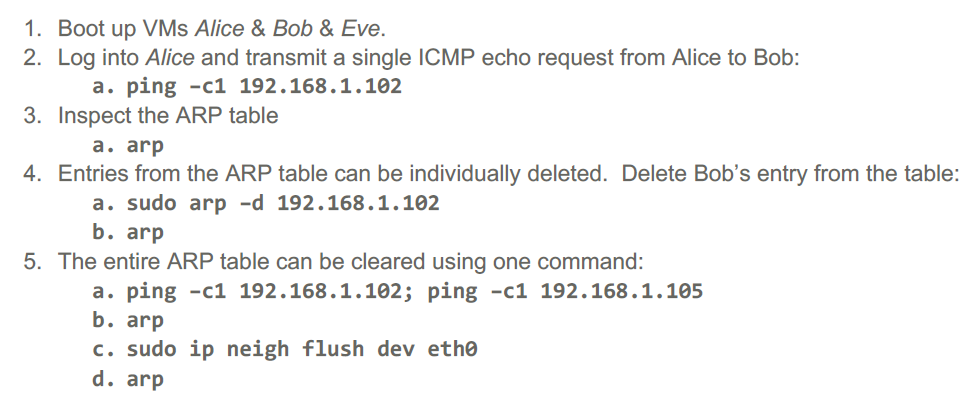 1. Boot up VMs Alice & Bob & Eve.
2. Log into Alice and transmit a single ICMP echo request from Alice to Bob:
a. ping -c1 192.168.1.102
3. Inspect the ARP table
a. arp
4. Entries from the ARP table can be individually deleted. Delete Bob’s entry from the table:
a. sudo arp -d 192.168.1.102
b. arp
5. The entire ARP table can be cleared using one command:
a. ping -c1 192.168.1.102; ping -c1 192.168.1.105
b. arp
c. sudo ip neigh flush dev eth0
d. arp